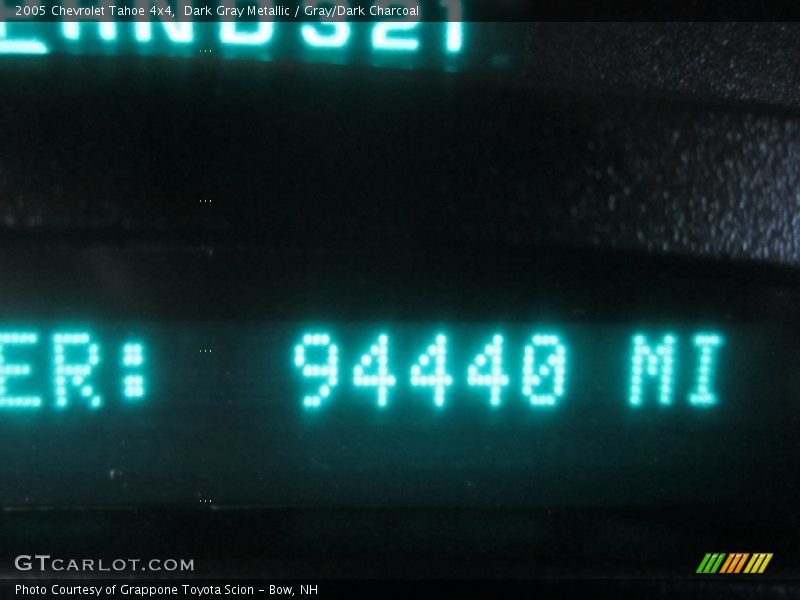 2005 Chevrolet Tahoe 4x4, Dark Gray Metallic / Gray/Dark Charcoal
ER: 94440 MI
GTCARLOT.COM
Photo Courtesy of Grappone Toyota Scion - Bow, NH